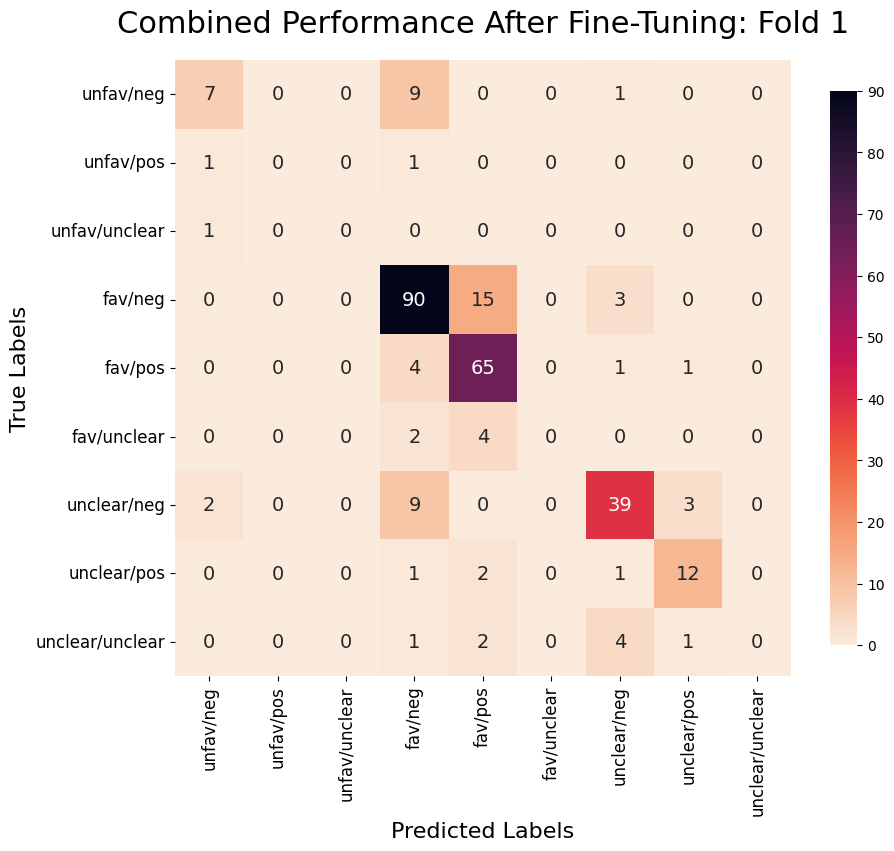 Combined Performance After Fine-Tuning: Fold 1
True Labels
unfav/neg 7 0 0 9 0 0 1 0 0
unfav/pos 1 0 0 1 0 0 0 0 0
unfav/unclear 1 0 0 0 0 0 0 0 0
fav/neg 0 0 0 90 15 0 3 0 0
fav/pos 0 0 0 4 65 0 1 1 0
fav/unclear 0 0 0 2 4 0 0 0 0
unclear/neg 2 0 0 9 0 0 39 3 0
unclear/pos 0 0 0 1 2 0 1 12 0
unclear/unclear 0 0 0 1 2 0 4 1 0
unfav/neg
unfav/pos
unfav/unclear
fav/neg
fav/pos
fav/unclear
unclear/neg
unclear/pos
unclear/unclear
Predicted Labels
90
80
70
60
50
40
30
20
10
0